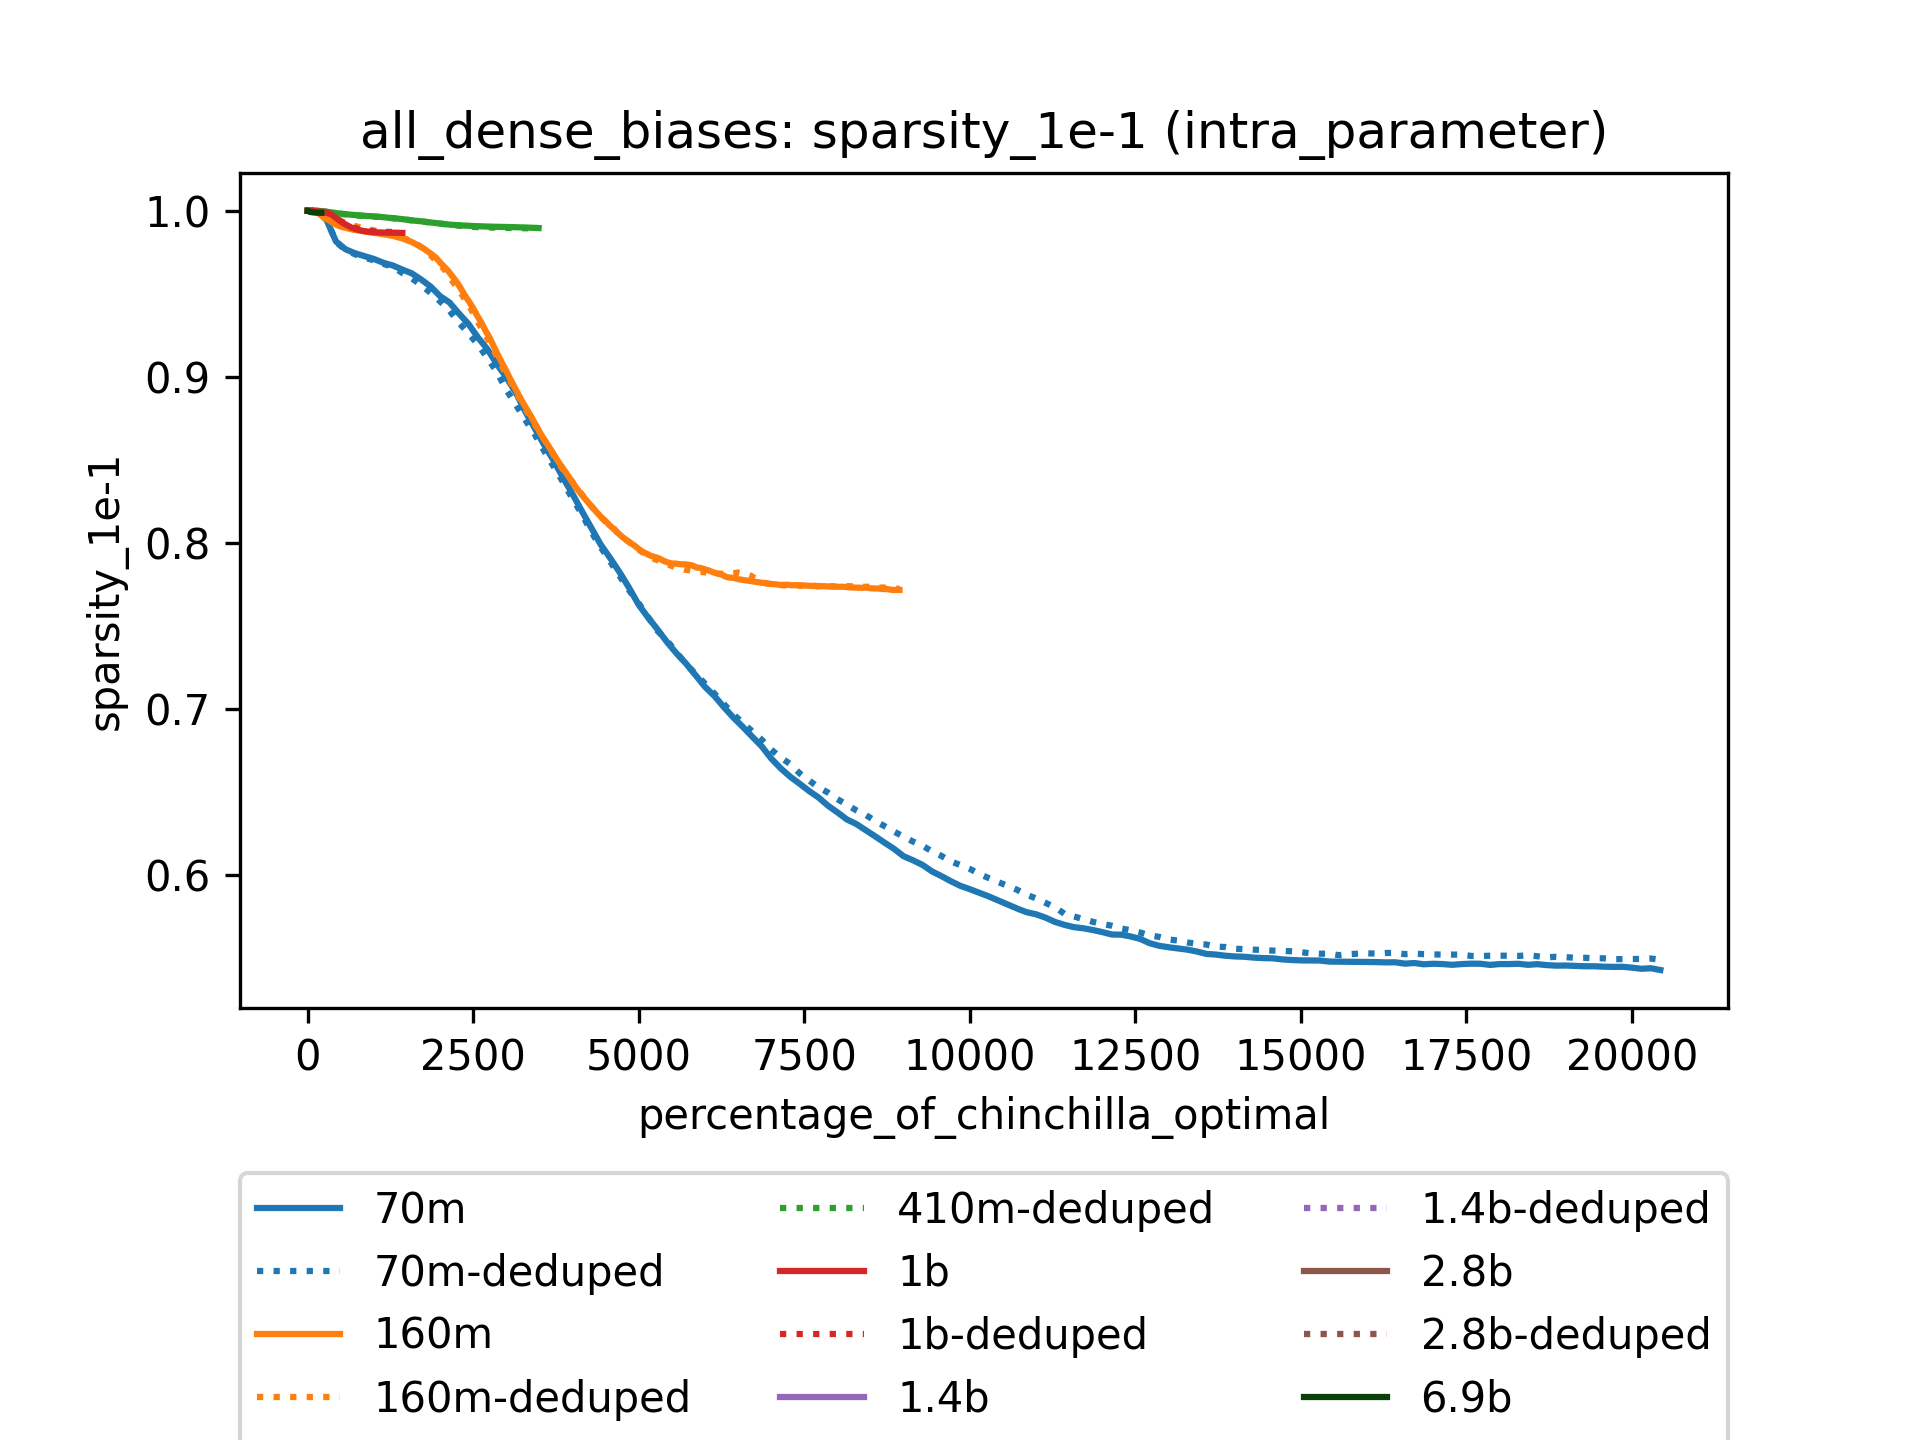 all_dense_biases: sparsity_1e-1 (intra_parameter)
1.0
0.9
0.8
0.7
0.6
sparsity_1e-1
0 2500 5000 7500 10000 12500 15000 17500 20000
percentage_of_chinchilla_optimal
70m 410m-deduped 1.4b-deduped
70m-deduped 1b 2.8b
160m 1b-deduped 2.8b-deduped
160m-deduped 1.4b 6.9b